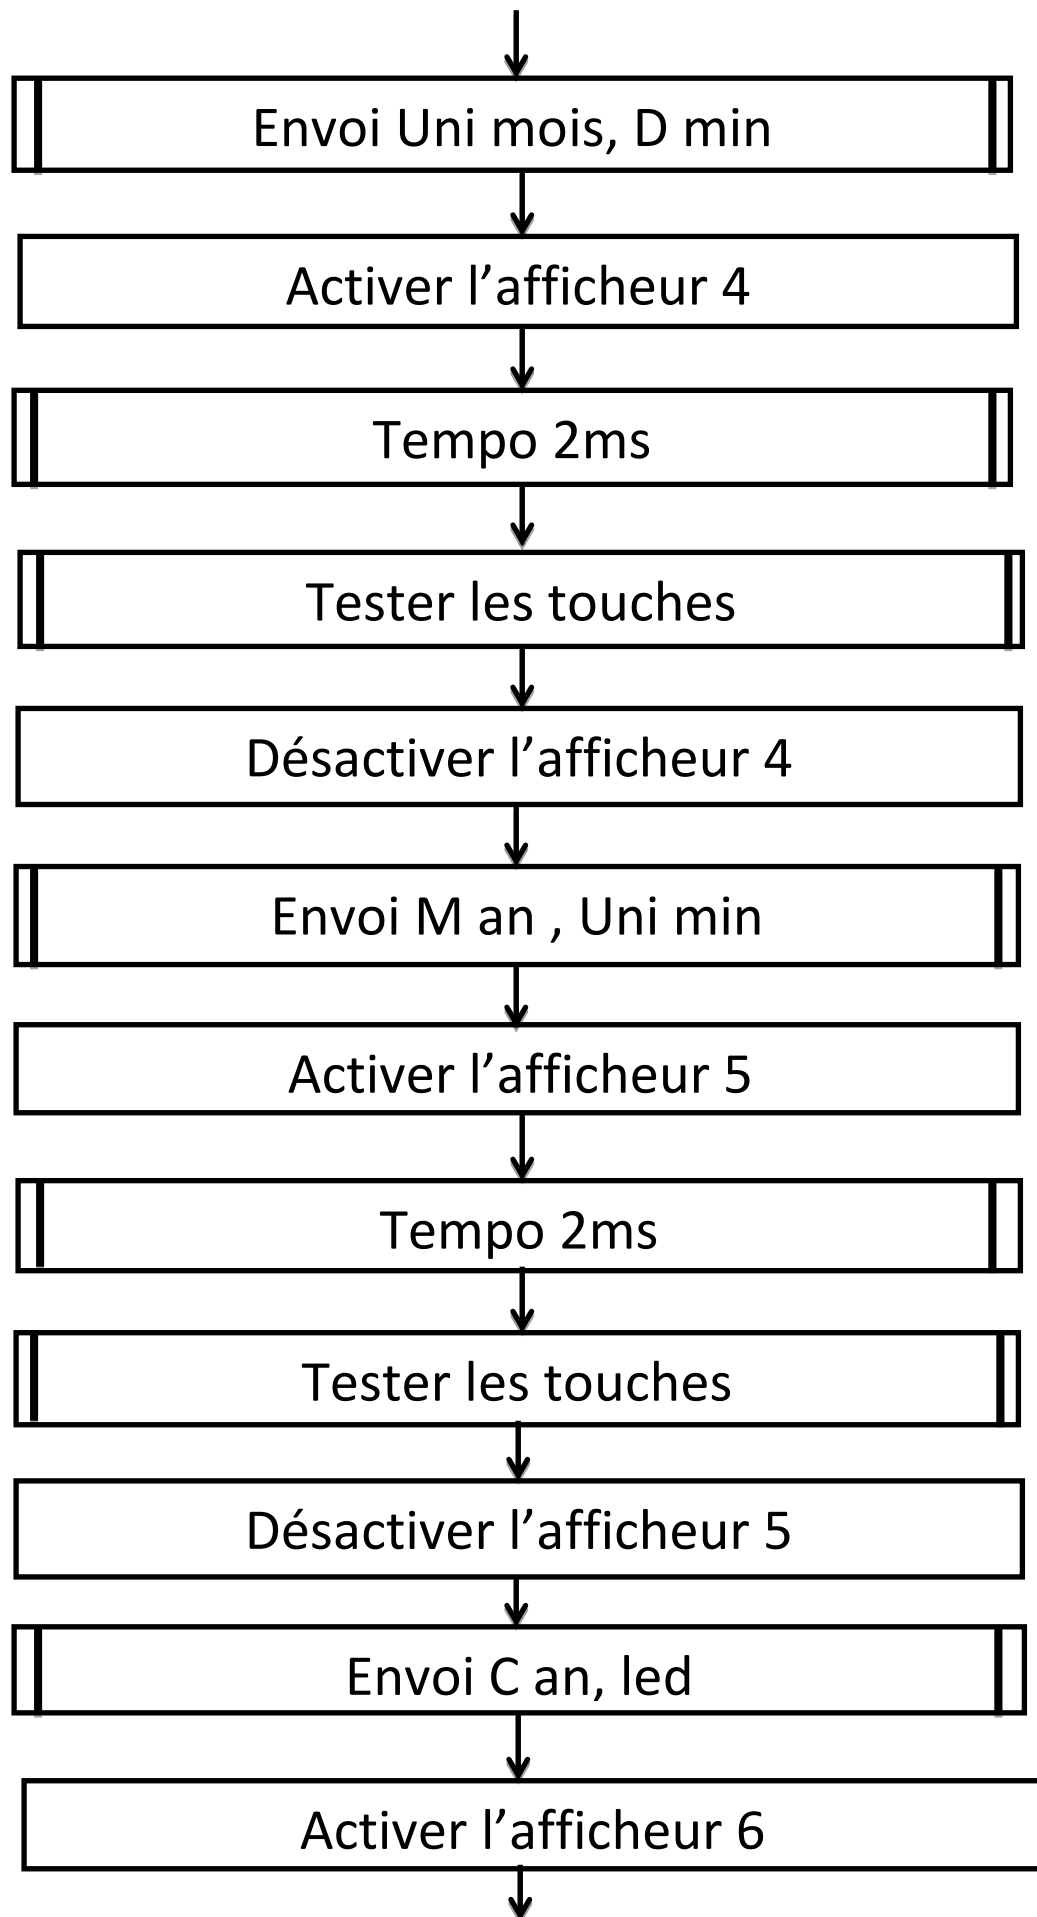 Envoi Uni mois, D min
Activer l’afficheur 4
Tempo 2ms
Tester les touches
Désactiver l’afficheur 4
Envoi M an , Uni min
Activer l’afficheur 5
Tempo 2ms
Tester les touches
Désactiver l’afficheur 5
Envoi C an, led
Activer l’afficheur 6